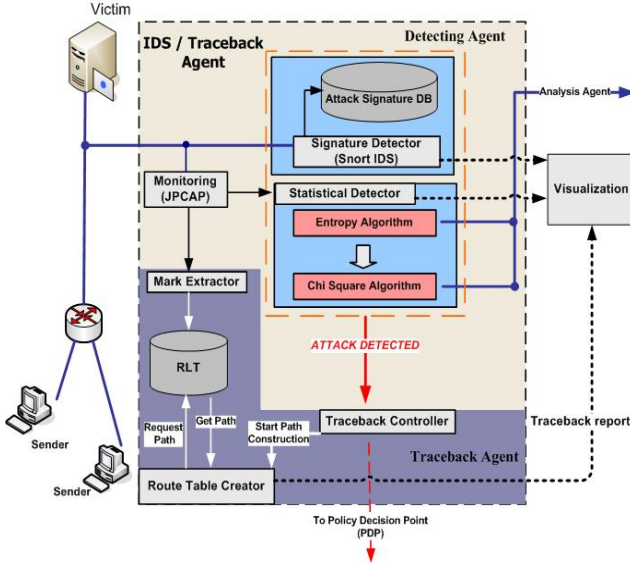 Victim
IDS / Traceback
Agent
Detecting Agent
Attack Signature DB
Analysis Agent
Signature Detector
(Snort IDS)
Monitoring
(JPCAP)
Statistical Detector
Visualization
Entropy Algorithm
Mark Extractor
Chi Square Algorithm
ATTACK DETECTED
RLT
Request
Path
Get Path
Start Path
Construction
Traceback Controller
Traceback report
Sender
Traceback Agent
Sender
Route Table Creator
To Policy Decision Point
(PDP)